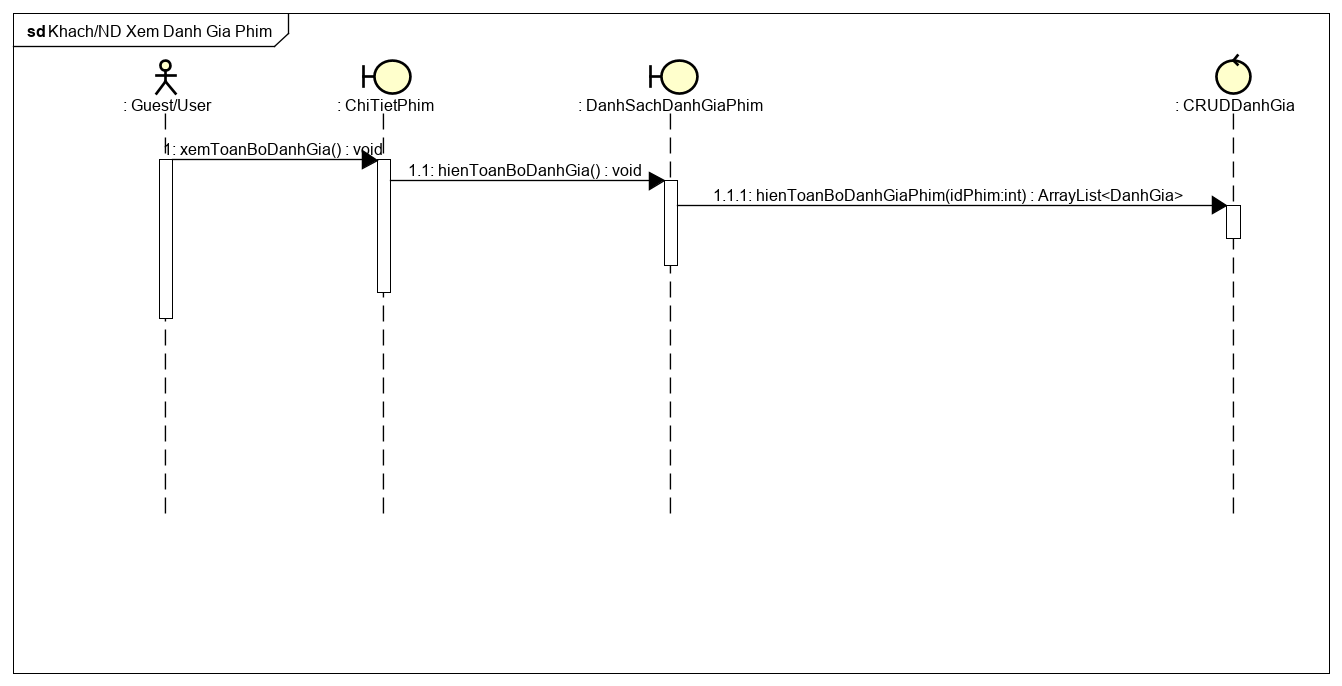 sd Khach/ND Xem Danh Gia Phim
: Guest/User
: ChiTietPhim
: DanhSachDanhGiaPhim
: CRUDDanhGia
1: xemToanBoDanhGia() : void
1.1: hienToanBoDanhGia() : void
1.1.1: hienToanBoDanhGiaPhim(idPhim:int) : ArrayList<DanhGia>